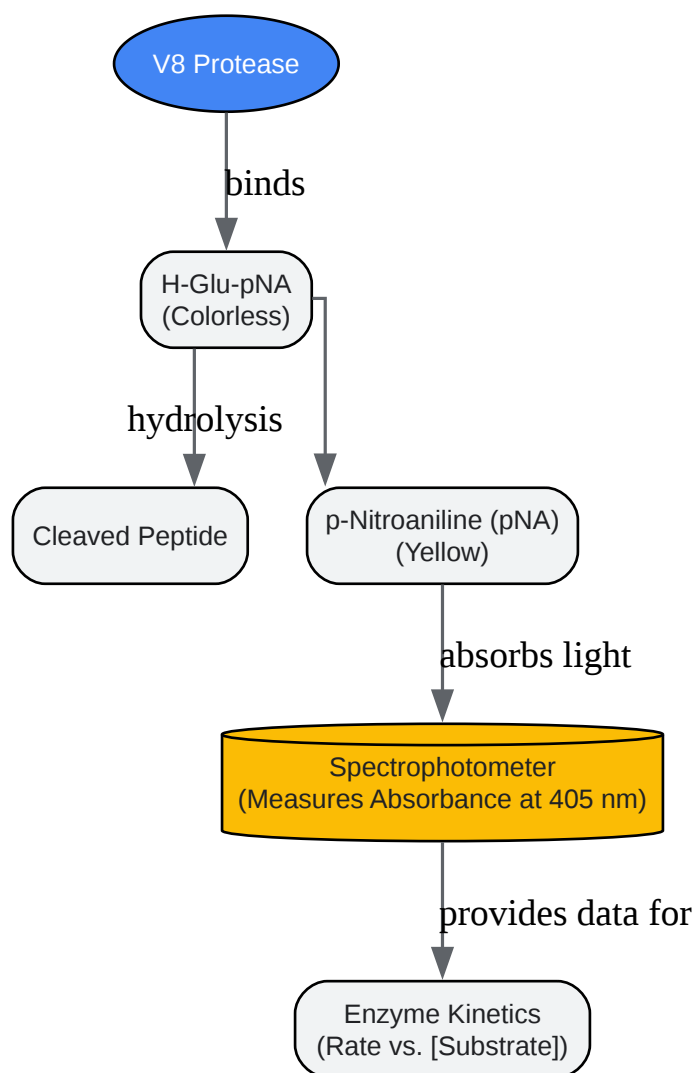 V8 Protease
binds
H-Glu-pNA
(Colorless)
hydrolysis
Cleaved Peptide
p-Nitroaniline (pNA)
(Yellow)
absorbs light
Spectrophotometer
(Measures Absorbance at 405 nm)
provides data for
Enzyme Kinetics
(Rate vs. [Substrate])